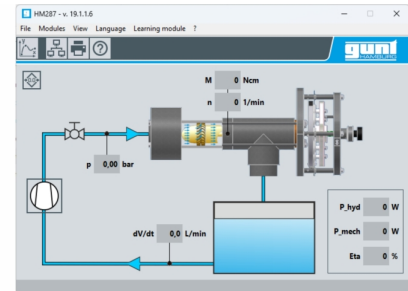 HM287 - v. 19.1.1.6
File Modules View Language Learning module ?
gunt
HAMBURG
M 0 Ncm
n 0 1/min
p 0,00 bar
P_hyd 0 W
dV/dt 0,0 L/min
P_mech 0 W
Eta 0 %